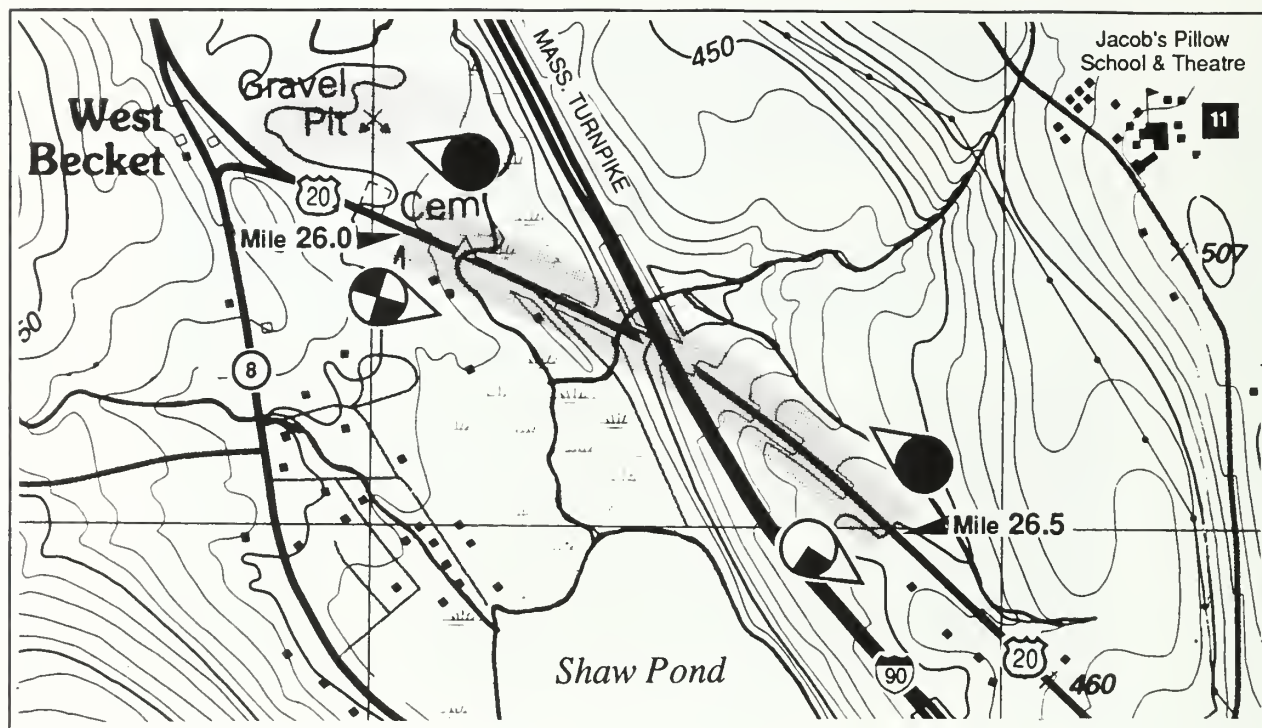 450
Jacob's Pillow
School & Theatre
11
MASS. TURNPIKE
Gravel
Pit
West
Becket
20
Cem
Mile 26.0
507
8
Mile 26.5
Shaw Pond
90
20
460